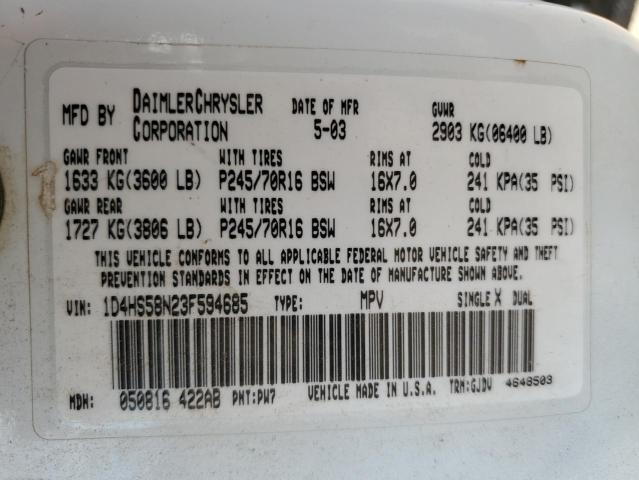 MFD BY DAIMLERCHRYSLER CORPORATION DATE OF MFR 5-03 GVWR 2903 KG(06400 LB)
GAWR FRONT WITH TIRES RIMS AT COLD
1633 KG(3600 LB) P245/70R16 BSW 16X7.0 241 KPA(35 PSI)
GAWR REAR WITH TIRES RIMS AT COLD
1727 KG(3806 LB) P245/70R16 BSW 16X7.0 241 KPA(35 PSI)
THIS VEHICLE CONFORMS TO ALL APPLICABLE FEDERAL MOTOR VEHICLE SAFETY AND THEFT
PREVENTION STANDARDS IN EFFECT ON THE DATE OF MANUFACTURE SHOWN ABOVE.
VIN: 1D4HS58N23F594685 TYPE: MPV SINGLE X DUAL
MDH: 050816 422AB PNT:PW7 VEHICLE MADE IN U.S.A. TRM:GJDV 4648503